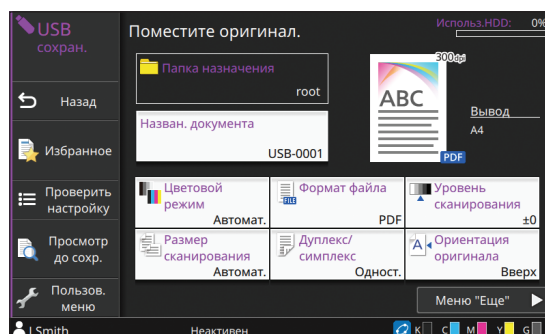 USB
сохран.
Поместите оригинал.
Использ.HDD: 0%
Папка назначения
root
Назван. документа
USB-0001
300dpi
ABC
PDF
Вывод
A4
Назад
Избранное
Проверить
настройку
Просмотр
до сохр.
Пользов.
меню
Цветовой
режим
Автомат.
FILE
Формат файла
PDF
Уровень
сканирования
±0
Размер
сканирования
Автомат.
Дуплекс/
симплекс
Одност.
A
Ориентация
оригинала
Вверх
Меню "Еще"
J.Smith
Неактивен
K C M Y G